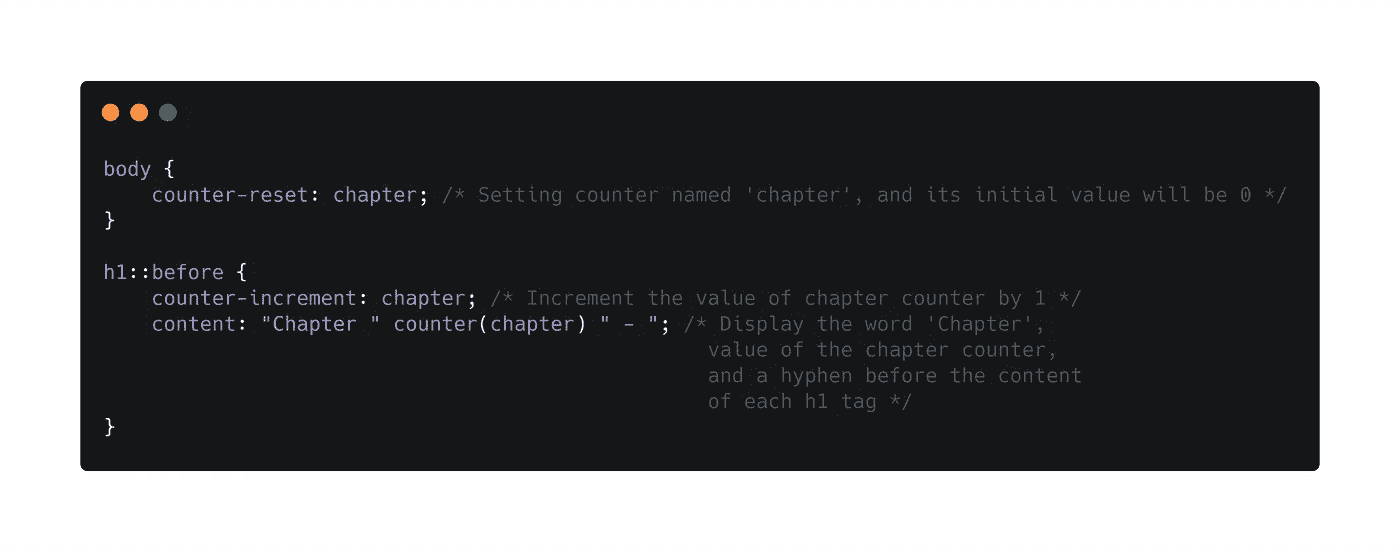 body {
    counter-reset: chapter; /* Setting counter named 'chapter', and its initial value will be 0 */
}
h1::before {
    counter-increment: chapter; /* Increment the value of chapter counter by 1 */
    content: "Chapter " counter(chapter) " - "; /* Display the word 'Chapter',
                                                  value of the chapter counter,
                                                  and a hyphen before the content
                                                  of each h1 tag */
}